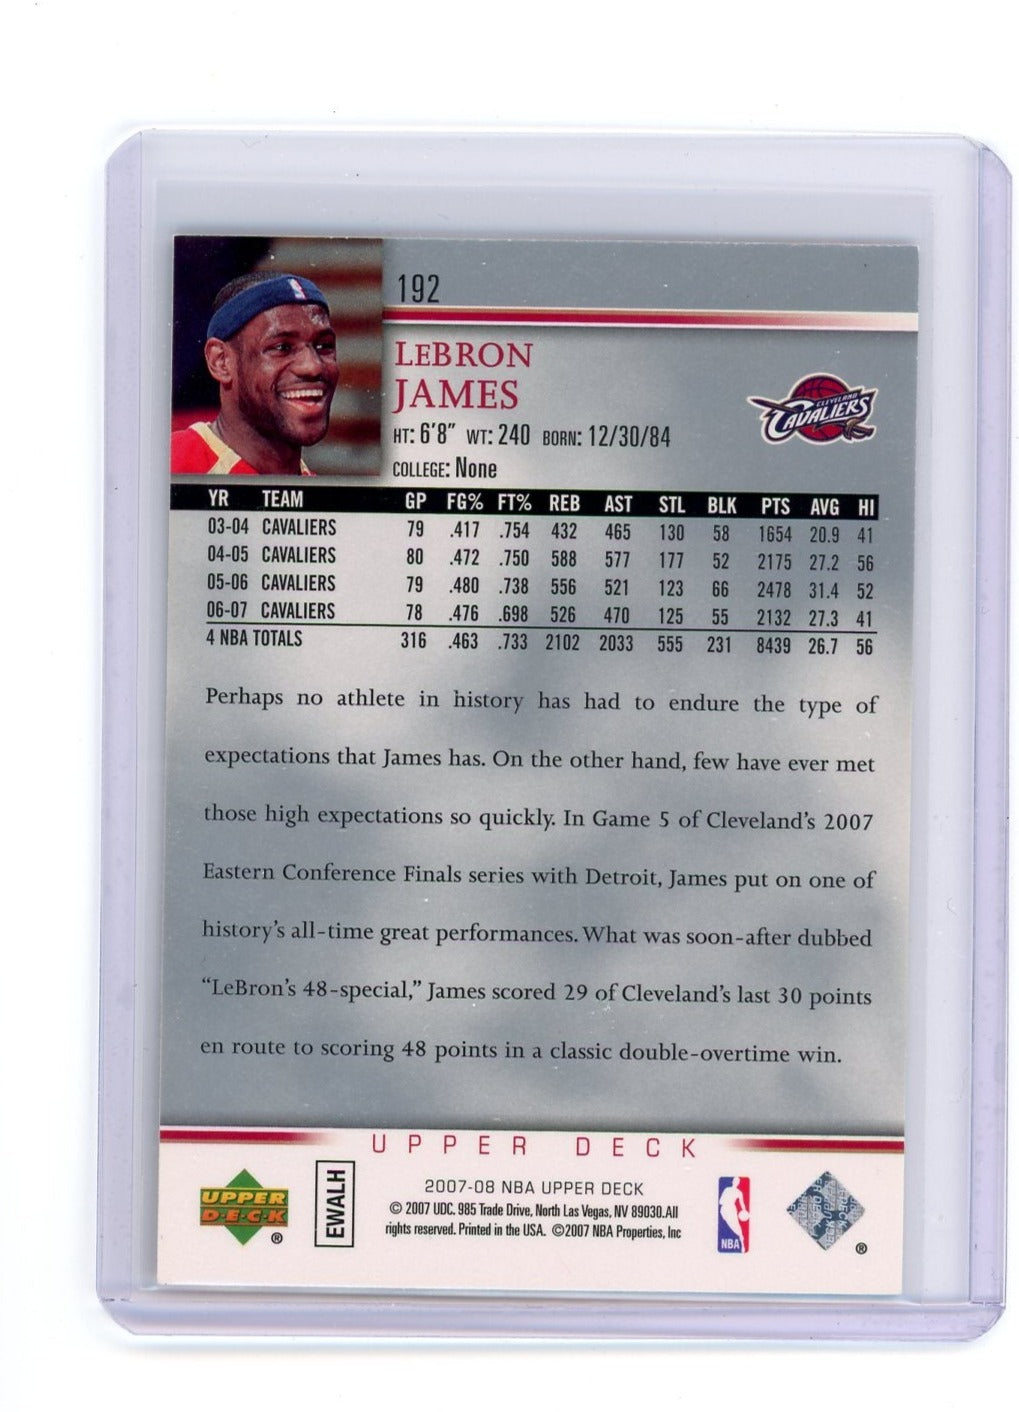 192
LEBRON
JAMES
CLEVELAND
CAVALIERS
HT: 6'8" WT: 240 BORN: 12/30/84
COLLEGE: None
YR TEAM GP FG% FT% REB AST STL BLK PTS AVG HI
03-04 CAVALIERS 79 .417 .754 432 465 130 58 1654 20.9 41
04-05 CAVALIERS 80 .472 .750 588 577 177 52 2175 27.2 56
05-06 CAVALIERS 79 .480 .738 556 521 123 66 2478 31.4 52
06-07 CAVALIERS 78 .476 .698 526 470 125 55 2132 27.3 41
4 NBA TOTALS 316 .463 .733 2102 2033 555 231 8439 26.7 56
Perhaps no athlete in history has had to endure the type of
expectations that James has. On the other hand, few have ever met
those high expectations so quickly. In Game 5 of Cleveland's 2007
Eastern Conference Finals series with Detroit, James put on one of
history's all-time great performances. What was soon-after dubbed
"LeBron's 48-special," James scored 29 of Cleveland's last 30 points
en route to scoring 48 points in a classic double-overtime win.
UPPER DECK
UPPER
DECK
®
EWALH
2007-08 NBA UPPER DECK
© 2007 UDC. 985 Trade Drive, North Las Vegas, NV 89030. All
rights reserved. Printed in the USA. ©2007 NBA Properties, Inc
NBA
®